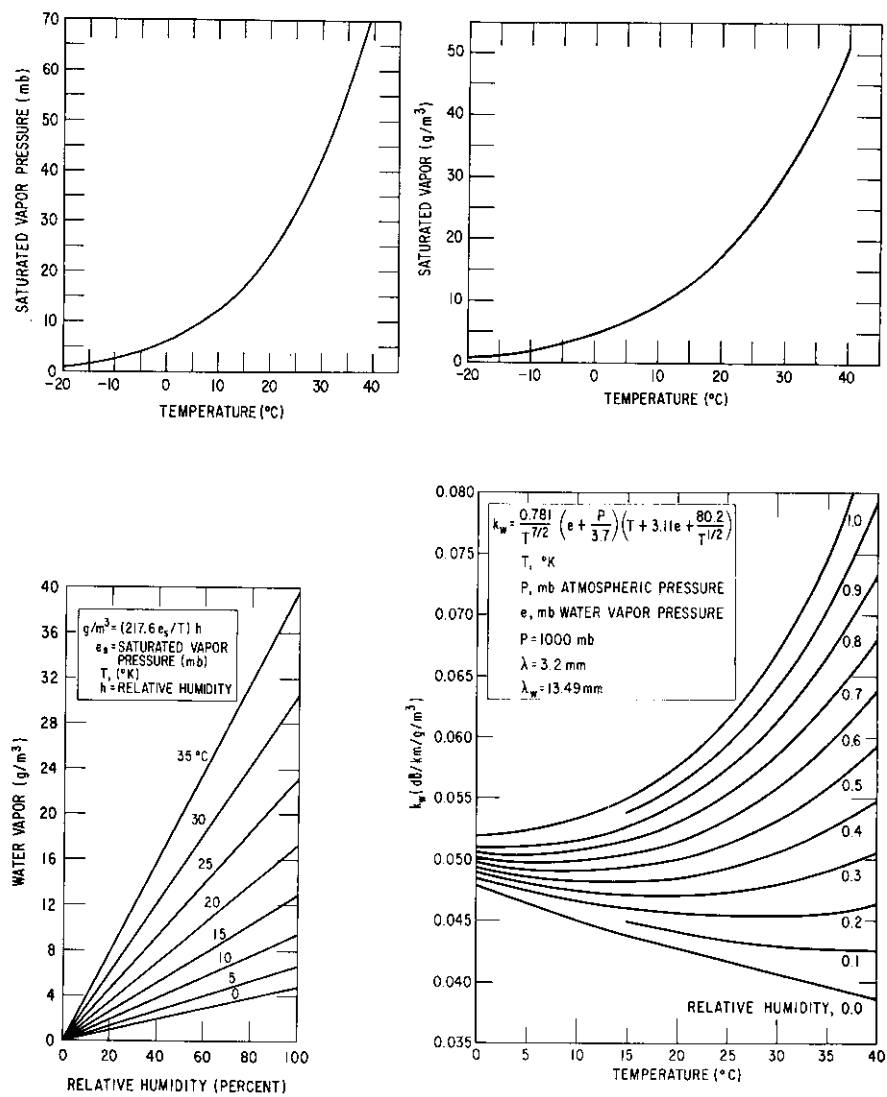 SATURATED VAPOR PRESSURE (mb)
70
60
50
40
30
20
10
0
-20 -10 0 10 20 30 40
TEMPERATURE (°C)
SATURATED VAPOR (g/m³)
50
40
30
20
10
0
-20 -10 0 10 20 30 40
TEMPERATURE (°C)
WATER VAPOR (g/m³)
40
36
32
28
24
20
16
12
8
4
0
g/m³=(217.6 eₛ/T) h
eₛ=SATURATED VAPOR
PRESSURE (mb)
T, (°K)
h=RELATIVE HUMIDITY
35 °C
30
25
20
15
10
5
0
0 20 40 60 80 100
RELATIVE HUMIDITY (PERCENT)
k_w (dB/km/g/m³)
0.080
0.075
0.070
0.065
0.060
0.055
0.050
0.045
0.040
0.035
k_w = 0.781/T^7/2 (e + P/3.7)(T + 3.11e + 80.2/T^1/2)
T, °K
P, mb ATMOSPHERIC PRESSURE
e, mb WATER VAPOR PRESSURE
P = 1000 mb
λ = 3.2 mm
λ_w = 13.49 mm
1.0
0.9
0.8
0.7
0.6
0.5
0.4
0.3
0.2
0.1
RELATIVE HUMIDITY, 0.0
0 5 10 15 20 25 30 35 40
TEMPERATURE (°C)